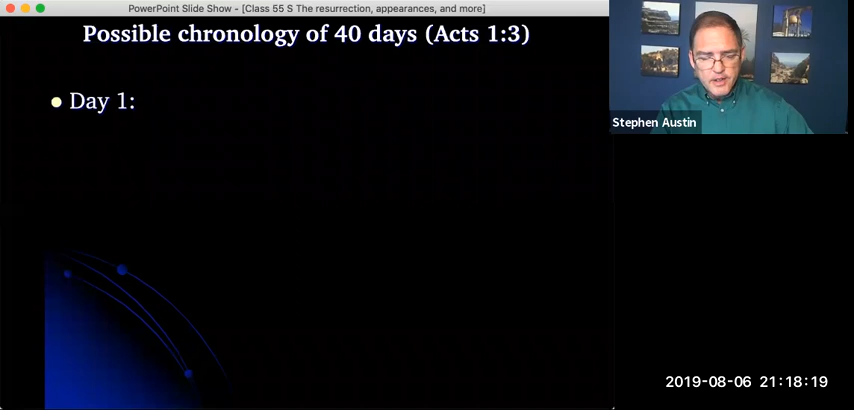 PowerPoint Slide Show - [Class 55 S The resurrection, appearances, and more]
Possible chronology of 40 days (Acts 1:3)
Day 1:
Stephen Austin
2019-08-06 21:18:19